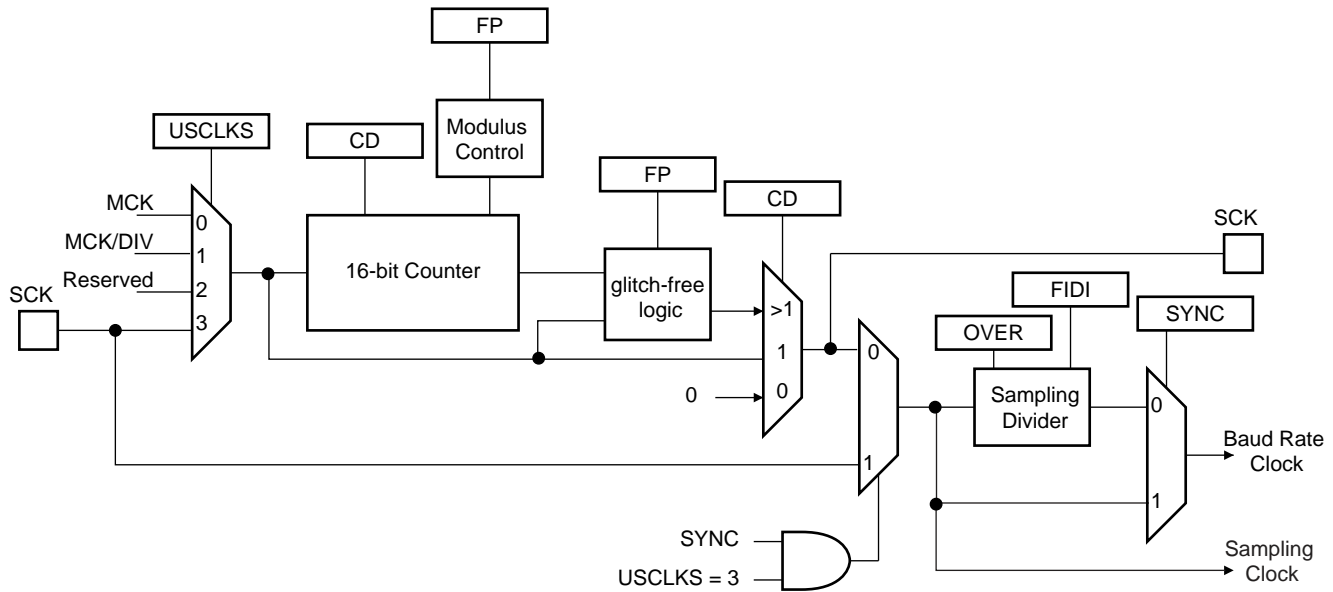 FP
Modulus
Control
USCLKS
CD
FP
CD
MCK
MCK/DIV
Reserved
SCK
0
1
2
3
16-bit Counter
glitch-free
logic
>1
1
0
0
SCK
FIDI
OVER
SYNC
0
1
Sampling
Divider
0
1
Baud Rate
Clock
SYNC
USCLKS = 3
Sampling
Clock